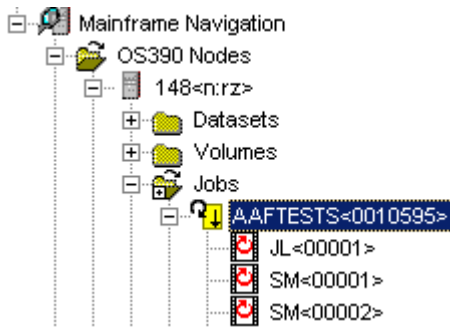 Mainframe Navigation
OS390 Nodes
148<n:rz>
Datasets
Volumes
Jobs
AAFTESTS<0010595>
JL<00001>
SM<00001>
SM<00002>